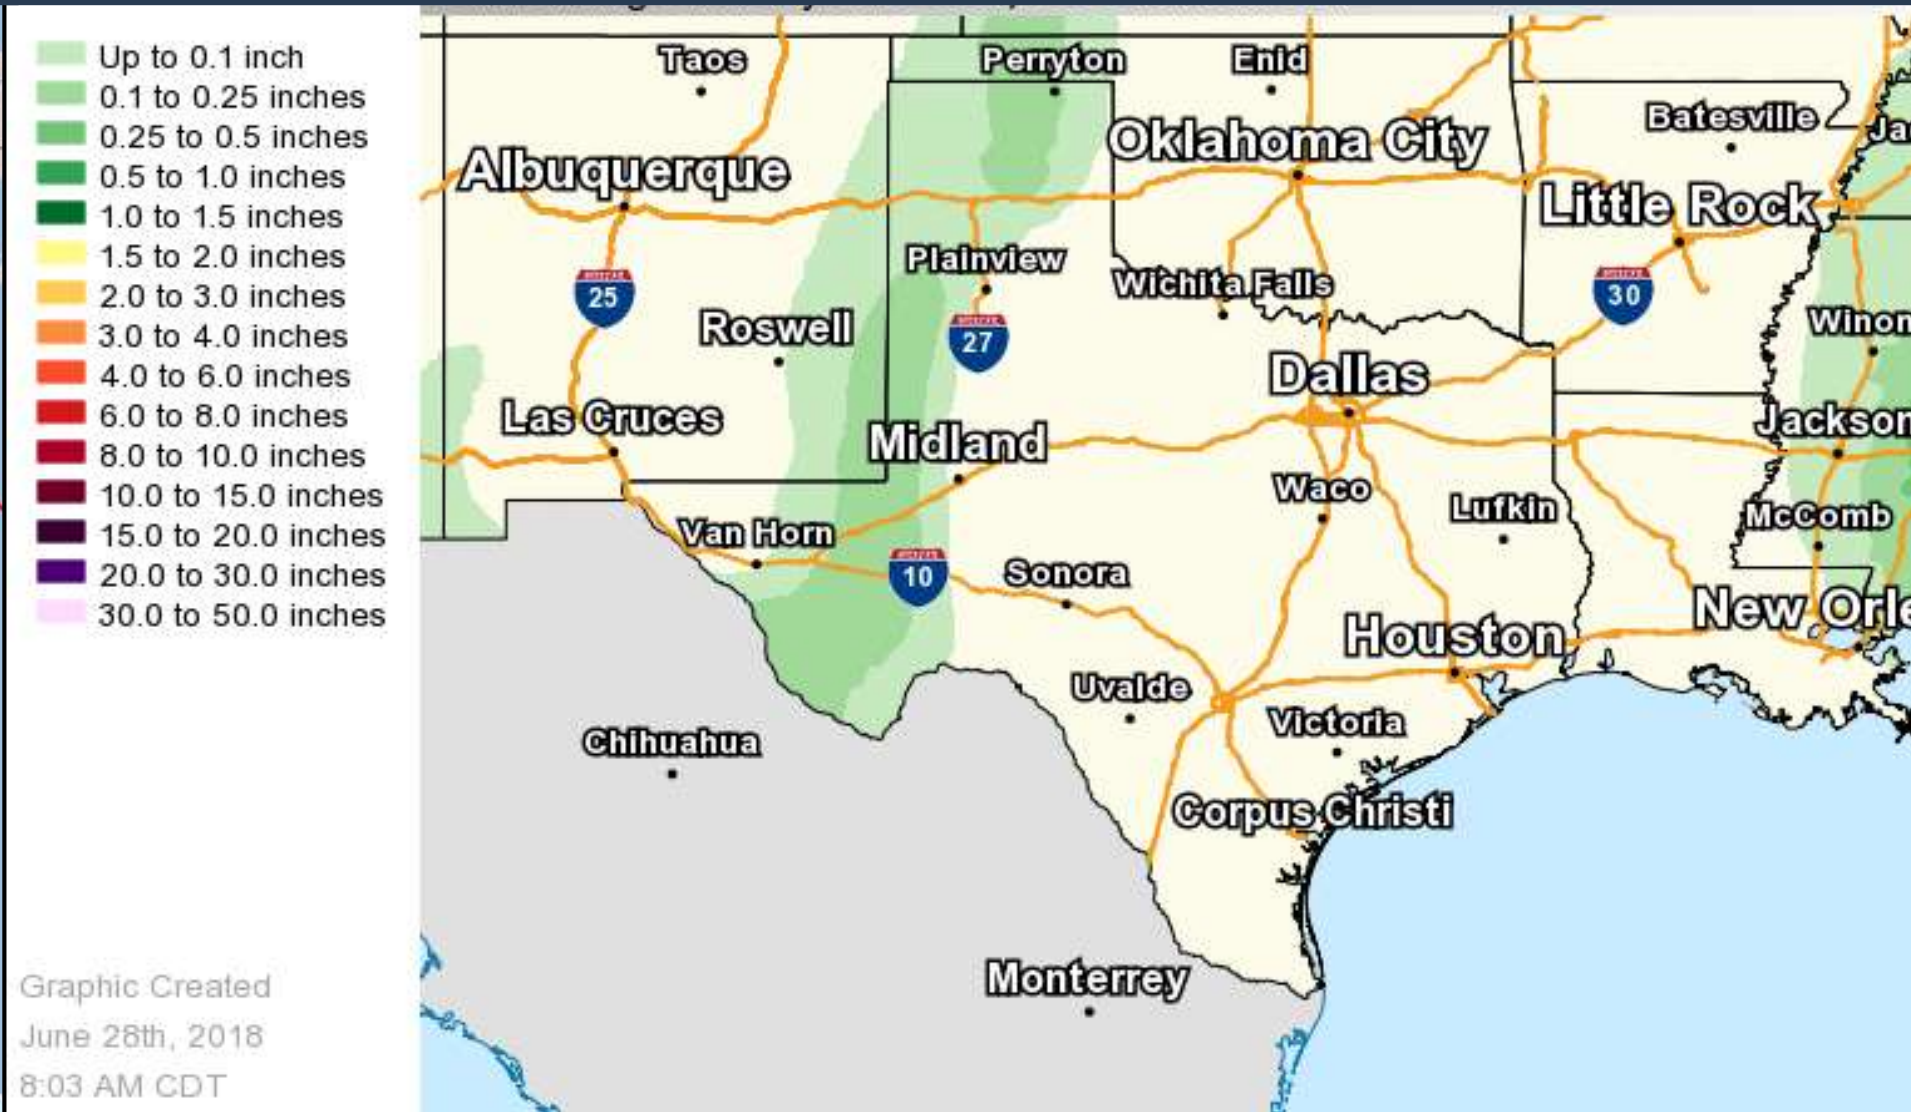 Up to 0.1 inch
0.1 to 0.25 inches
0.25 to 0.5 inches
0.5 to 1.0 inches
1.0 to 1.5 inches
1.5 to 2.0 inches
2.0 to 3.0 inches
3.0 to 4.0 inches
4.0 to 6.0 inches
6.0 to 8.0 inches
8.0 to 10.0 inches
10.0 to 15.0 inches
15.0 to 20.0 inches
20.0 to 30.0 inches
30.0 to 50.0 inches
Graphic Created
June 28th, 2018
8:03 AM CDT
Taos
Perryton
Enid
Batesville
Oklahoma City
Ja
Albuquerque
Little Rock
Plainview
Wichita Falls
25
30
Roswell
Winon
27
Dallas
Las Cruces
Jackson
Midland
Waco
Lufkin
McComb
Van Horn
10
Sonora
New Orle
Houston
Uvalde
Victoria
Chihuahua
Corpus Christi
Monterrey